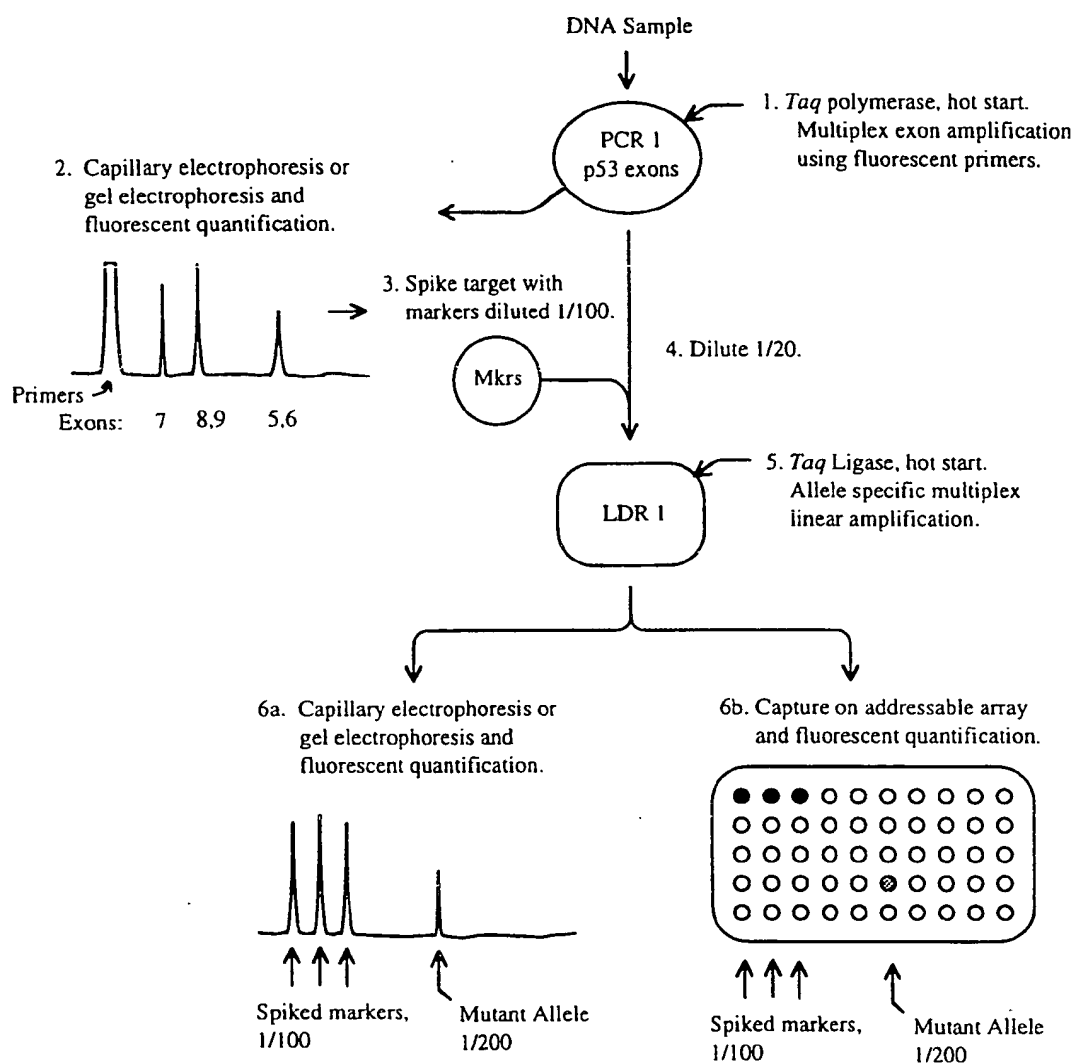 DNA Sample
1. Taq polymerase, hot start.
Multiplex exon amplification
using fluorescent primers.
PCR 1
p53 exons
2. Capillary electrophoresis or
gel electrophoresis and
fluorescent quantification.
3. Spike target with
markers diluted 1/100.
4. Dilute 1/20.
Mkrs
Primers
Exons: 7 8,9 5,6
5. Taq Ligase, hot start.
Allele specific multiplex
linear amplification.
LDR 1
6a. Capillary electrophoresis or
gel electrophoresis and
fluorescent quantification.
6b. Capture on addressable array
and fluorescent quantification.
Spiked markers,
1/100
Mutant Allele
1/200
Spiked markers,
1/100
Mutant Allele
1/200